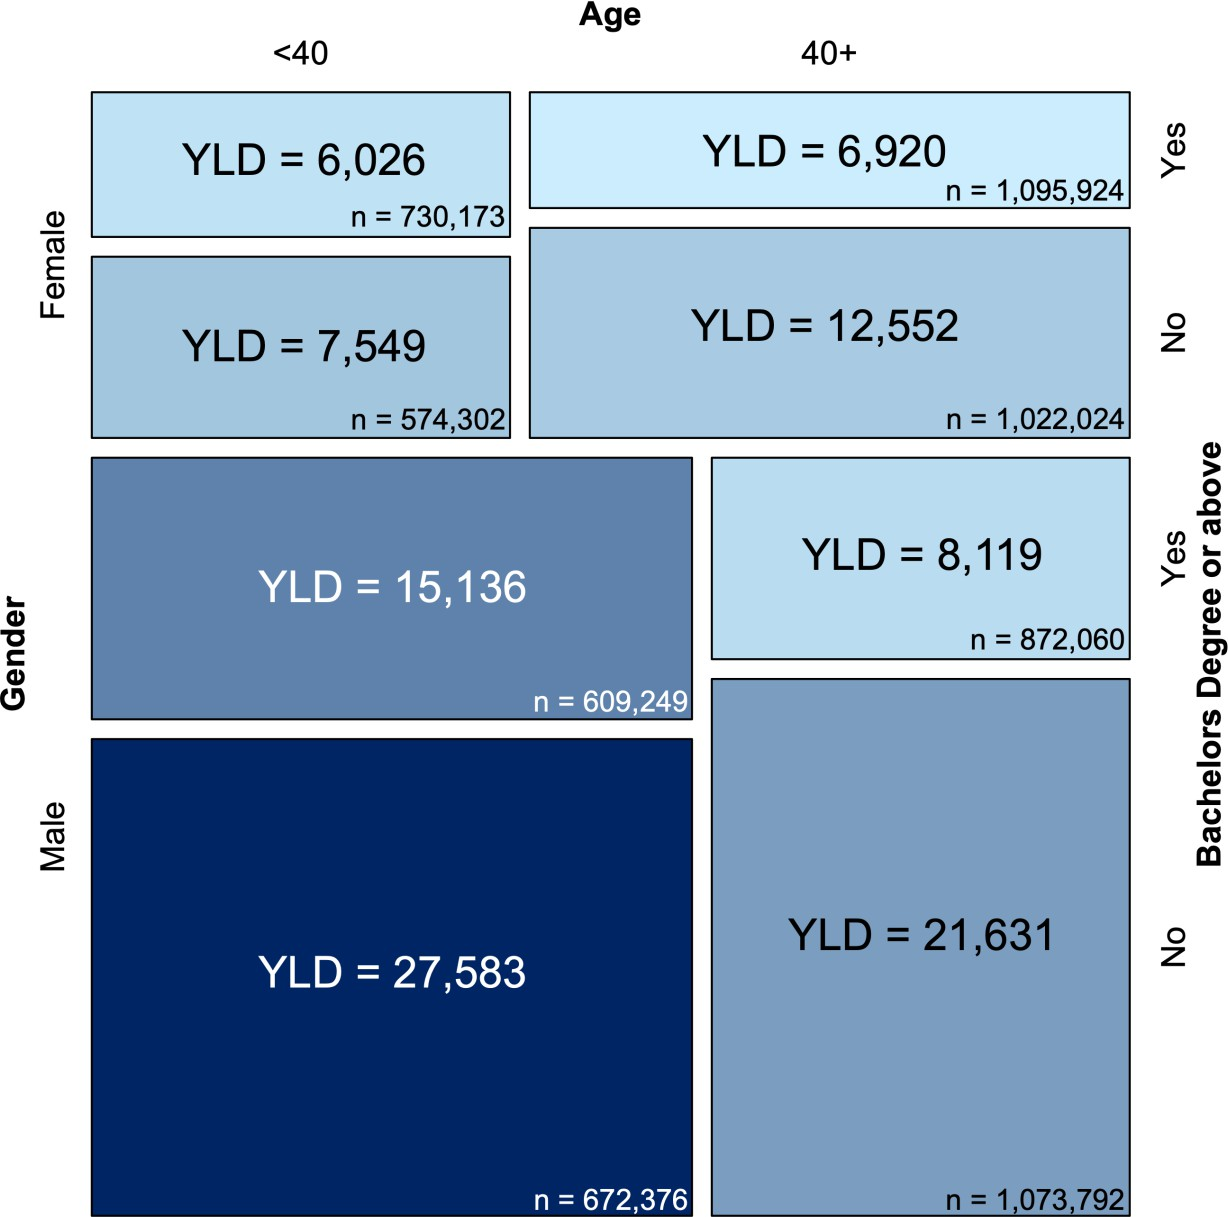 Age
<40
40+
YLD = 6,026
n = 730,173
YLD = 6,920
n = 1,095,924
Yes
Female
YLD = 7,549
n = 574,302
YLD = 12,552
n = 1,022,024
No
YLD = 15,136
n = 609,249
YLD = 8,119
n = 872,060
Yes
Gender
Bachelors Degree or above
Male
YLD = 27,583
n = 672,376
YLD = 21,631
n = 1,073,792
No